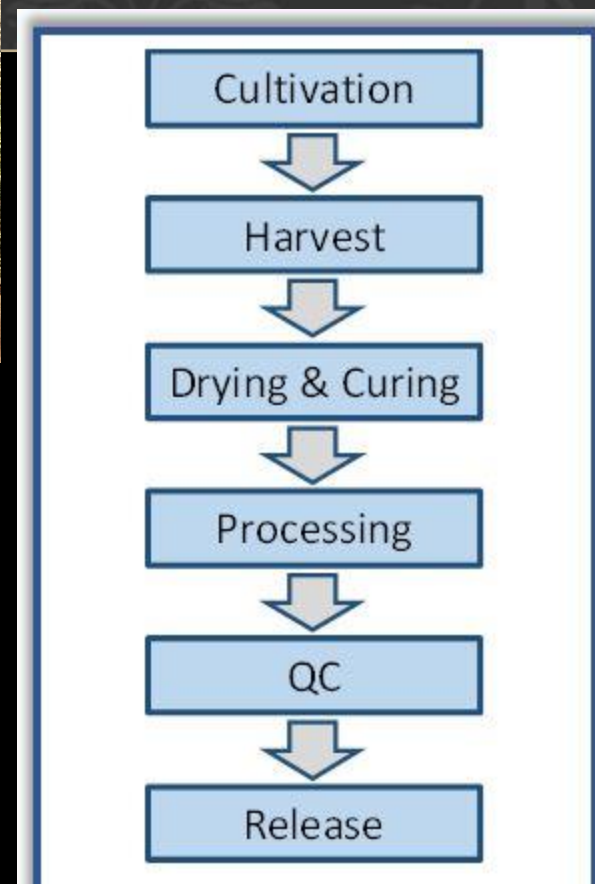 Cultivation
Harvest
Drying & Curing
Processing
QC
Release